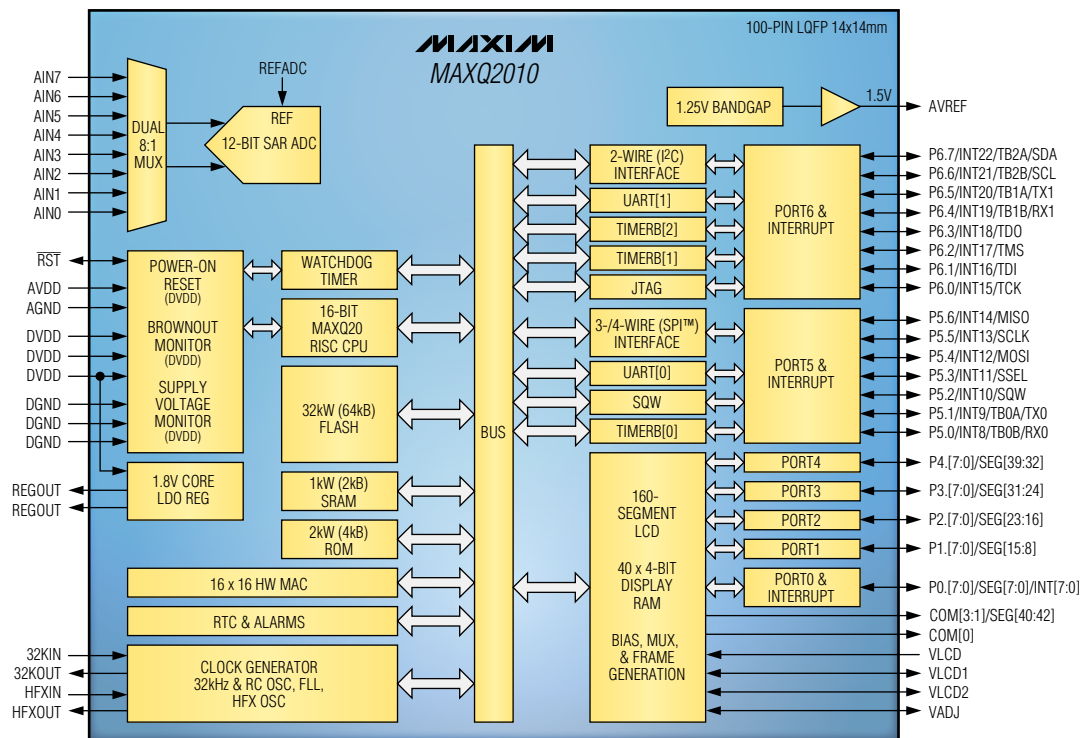 100-PIN LQFP 14x14mm
MAXIM
MAXQ2010
AIN7
AIN6
AIN5
AIN4
AIN3
AIN2
AIN1
AIN0
DUAL
8:1
MUX
REFADC
REF
12-BIT SAR ADC
1.25V BANDGAP
1.5V
AVREF
RST
AVDD
AGND
DVDD
DVDD
DVDD
DGND
DGND
DGND
REGOUT
REGOUT
POWER-ON
RESET
(DVDD)
BROWNOUT
MONITOR
(DVDD)
SUPPLY
VOLTAGE
MONITOR
(DVDD)
1.8V CORE
LDO REG
WATCHDOG
TIMER
16-BIT
MAXQ20
RISC CPU
32kW (64kB)
FLASH
1kW (2kB)
SRAM
2kW (4kB)
ROM
16 x 16 HW MAC
RTC & ALARMS
32KIN
32KOUT
HFXIN
HFXOUT
CLOCK GENERATOR
32kHz & RC OSC, FLL,
HFX OSC
BUS
2-WIRE (I²C)
INTERFACE
UART[1]
TIMERB[2]
TIMERB[1]
JTAG
3-/4-WIRE (SPI™)
INTERFACE
UART[0]
SQW
TIMERB[0]
160-
SEGMENT
LCD
40 x 4-BIT
DISPLAY
RAM
BIAS, MUX,
& FRAME
GENERATION
PORT6 &
INTERRUPT
PORT5 &
INTERRUPT
PORT4
PORT3
PORT2
PORT1
PORT0 &
INTERRUPT
P6.7/INT22/TB2A/SDA
P6.6/INT21/TB2B/SCL
P6.5/INT20/TB1A/TX1
P6.4/INT19/TB1B/RX1
P6.3/INT18/TDO
P6.2/INT17/TMS
P6.1/INT16/TDI
P6.0/INT15/TCK
P5.6/INT14/MISO
P5.5/INT13/SCLK
P5.4/INT12/MOSI
P5.3/INT11/SSEL
P5.2/INT10/SQW
P5.1/INT9/TB0A/TX0
P5.0/INT8/TB0B/RX0
P4.[7:0]/SEG[39:32]
P3.[7:0]/SEG[31:24]
P2.[7:0]/SEG[23:16]
P1.[7:0]/SEG[15:8]
P0.[7:0]/SEG[7:0]/INT[7:0]
COM[3:1]/SEG[40:42]
COM[0]
VLCD
VLCD1
VLCD2
VADJ